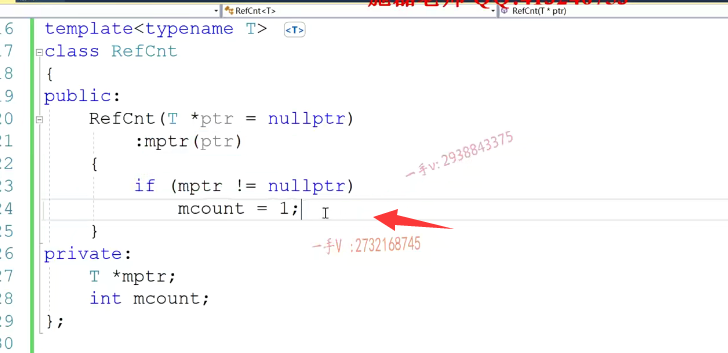 RefCnt<T>
RefCnt(T * ptr)
16 template<typename T> <T>
17 class RefCnt
18 {
19 public:
20 RefCnt(T *ptr = nullptr)
21 :mptr(ptr)
22 {
23 if (mptr != nullptr)
24 mcount = 1;
25 }
26 private:
27 T *mptr;
28 int mcount;
29 };
30
一手v:2938843375
一手V :2732168745